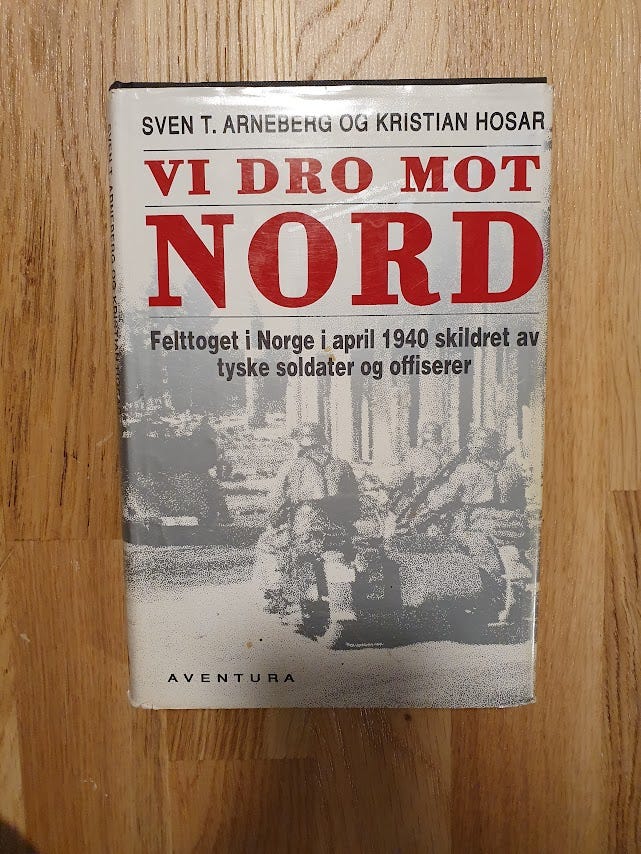 SVEN T. ARNEBERG OG KRISTIAN HOSAR
VI DRO MOT
NORD
Felttoget i Norge i april 1940 skildret av
tyske soldater og offiserer
AVENTURA